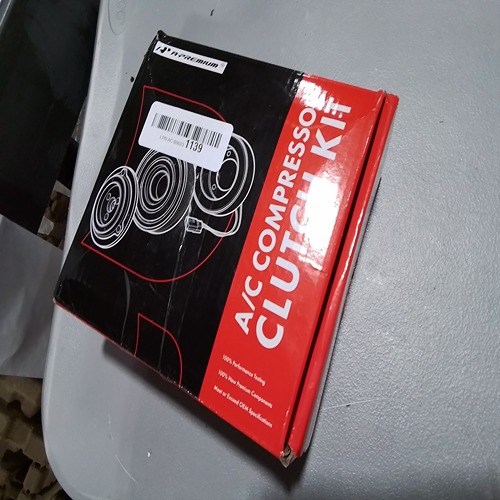 A-PREMIUM
1139
A/C COMPRESSOR
CLUTCH KIT
100% Performance Testing
100% New Premium Components
Meet or Exceed OEM Specifications